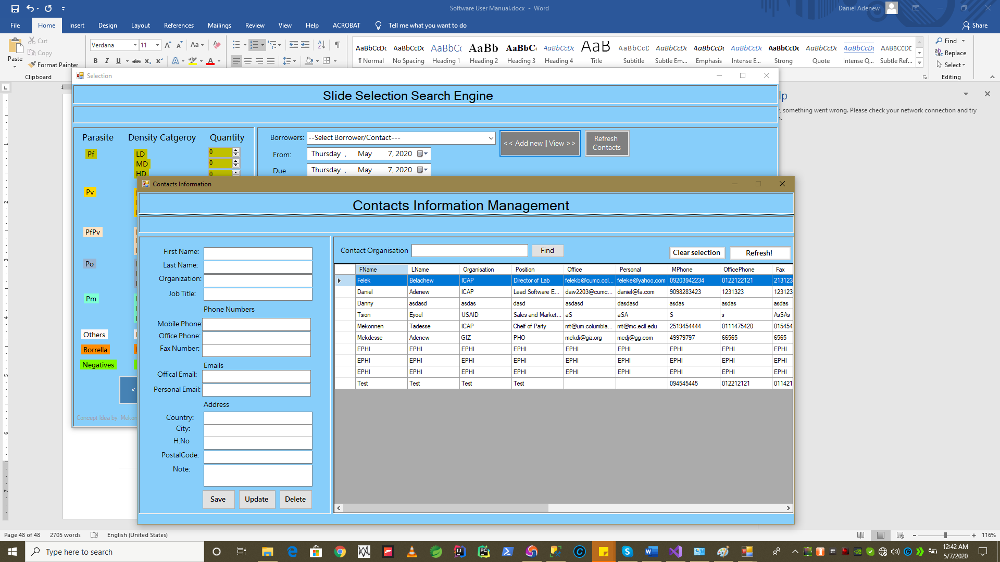 Software User Manual.docx - Word
Daniel Adenew
File Home Insert Design Layout References Mailings Review View Help ACROBAT Tell me what you want to do Share
Paste
Cut
Copy
Format Painter
Clipboard
Verdana 11
AaBbCcDc AaBbCcDc AaBbCc AaBb AaBbC AaBbCcDc AaB AaBbCcD AaBbCcDc AaBbCcDc AaBbCcDc AaBbCcDc AaBbCcDc AaBbCcDc AABBCCDE
¶ Normal No Spacing Heading 1 Heading 2 Heading 3 Heading 4 Title Subtitle Subtle Em... Emphasis Intense E... Strong Quote Intense Q... Subtle Ref...
Find
Replace
Select
Editing
Selection
Slide Selection Search Engine
lp
, something went wrong. Please check your network connection and try
n.
Parasite Density Catgeroy Quantity
Pf LD 0
MD 0
HD 0
Pv
PfPv
Po
Pm
Others
Borrella
Negatives
<
Concept Idea by Mekon
Borrowers: --Select Borrower/Contact---
<< Add new || View >>
Refresh Contacts
From: Thursday , May 7, 2020
Due Thursday , May 7, 2020
Contacts Information
Contacts Information Management
First Name:
Last Name:
Organization:
Job Title:
Phone Numbers
Mobile Phone:
Office Phone:
Fax Number:
Emails
Offical Email:
Personal Email:
Address
Country:
City:
H.No
PostalCode:
Note:
Save Update Delete
Contact Organisation Find Clear selection Refresh!
FName LName Organisation Position Office Personal MPhone OfficePhone Fax
Felek Belachew ICAP Director of Lab felekb@cumc.col... feleke@yahoo,com 09203942234 0122122121 213123
Daniel Adenew ICAP Lead Software E... daw2203@cumc... daniel@fa.com 9098283423 1231323 123123
Danny asdasd asdas dasd asdasd dasdasd asdas asdas asdas
Tsion Eyoel USAID Sales and Market... aS aSA S s AsSAs
Mekonnen Tadesse ICAP Cheif of Party mt@um.columbia... mt@mc.ecll.edu 2519454444 0111475420 015454
Mekdesse Adenew GIZ PHO mekdi@giz.org medj@gg.com 49979797 66565 6565
EPHI EPHI EPHI EPHI EPHI EPHI EPHI EPHI EPHI
EPHI EPHI EPHI EPHI EPHI EPHI EPHI EPHI EPHI
EPHI EPHI EPHI EPHI EPHI EPHI EPHI EPHI EPHI
Test Test Test Test 094545445 012212121 011421
Page 48 of 48 2705 words English (United States) 116%
Type here to search
12:42 AM
5/7/2020